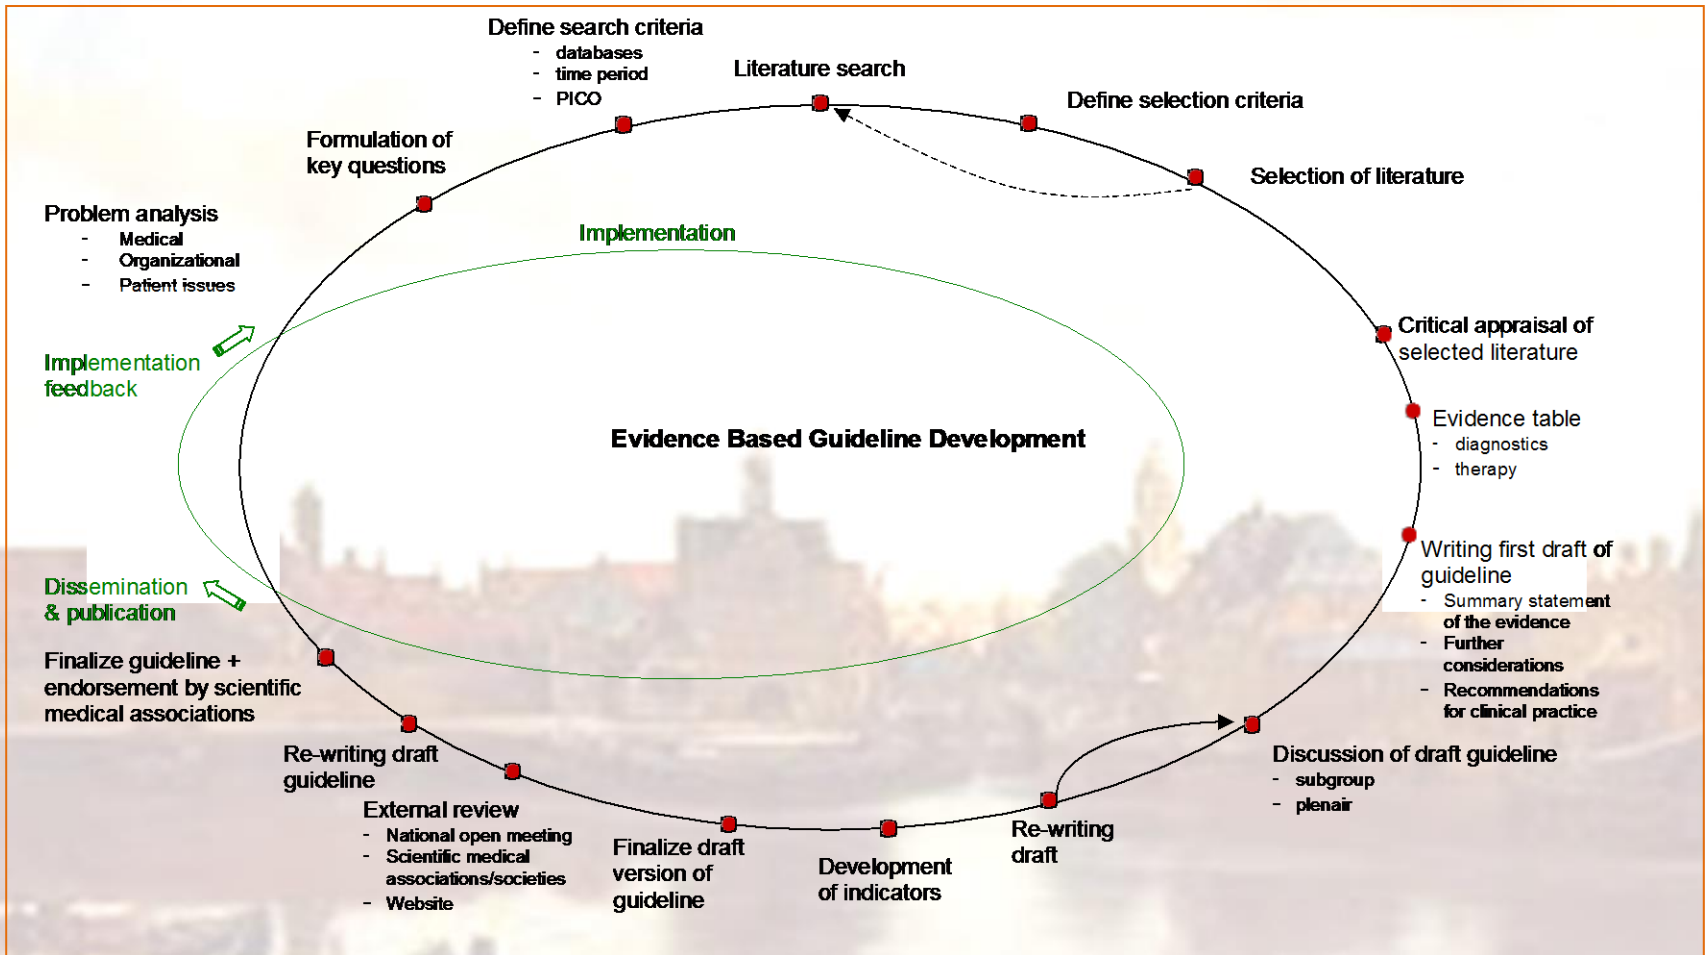 Define search criteria
- databases
- time period
- PICO
Literature search
Define selection criteria
Selection of literature
Formulation of
key questions
Problem analysis
- Medical
- Organizational
- Patient issues
Implementation
Implementation
feedback
Critical appraisal of
selected literature
Evidence table
- diagnostics
- therapy
Evidence Based Guideline Development
Writing first draft of
guideline
- Summary statement
of the evidence
- Further
considerations
- Recommendations
for clinical practice
Dissemination
& publication
Finalize guideline +
endorsement by scientific
medical associations
Re-writing draft
guideline
External review
- National open meeting
- Scientific medical
associations/societies
- Website
Finalize draft
version of
guideline
Development
of indicators
Re-writing
draft
Discussion of draft guideline
- subgroup
- plenair